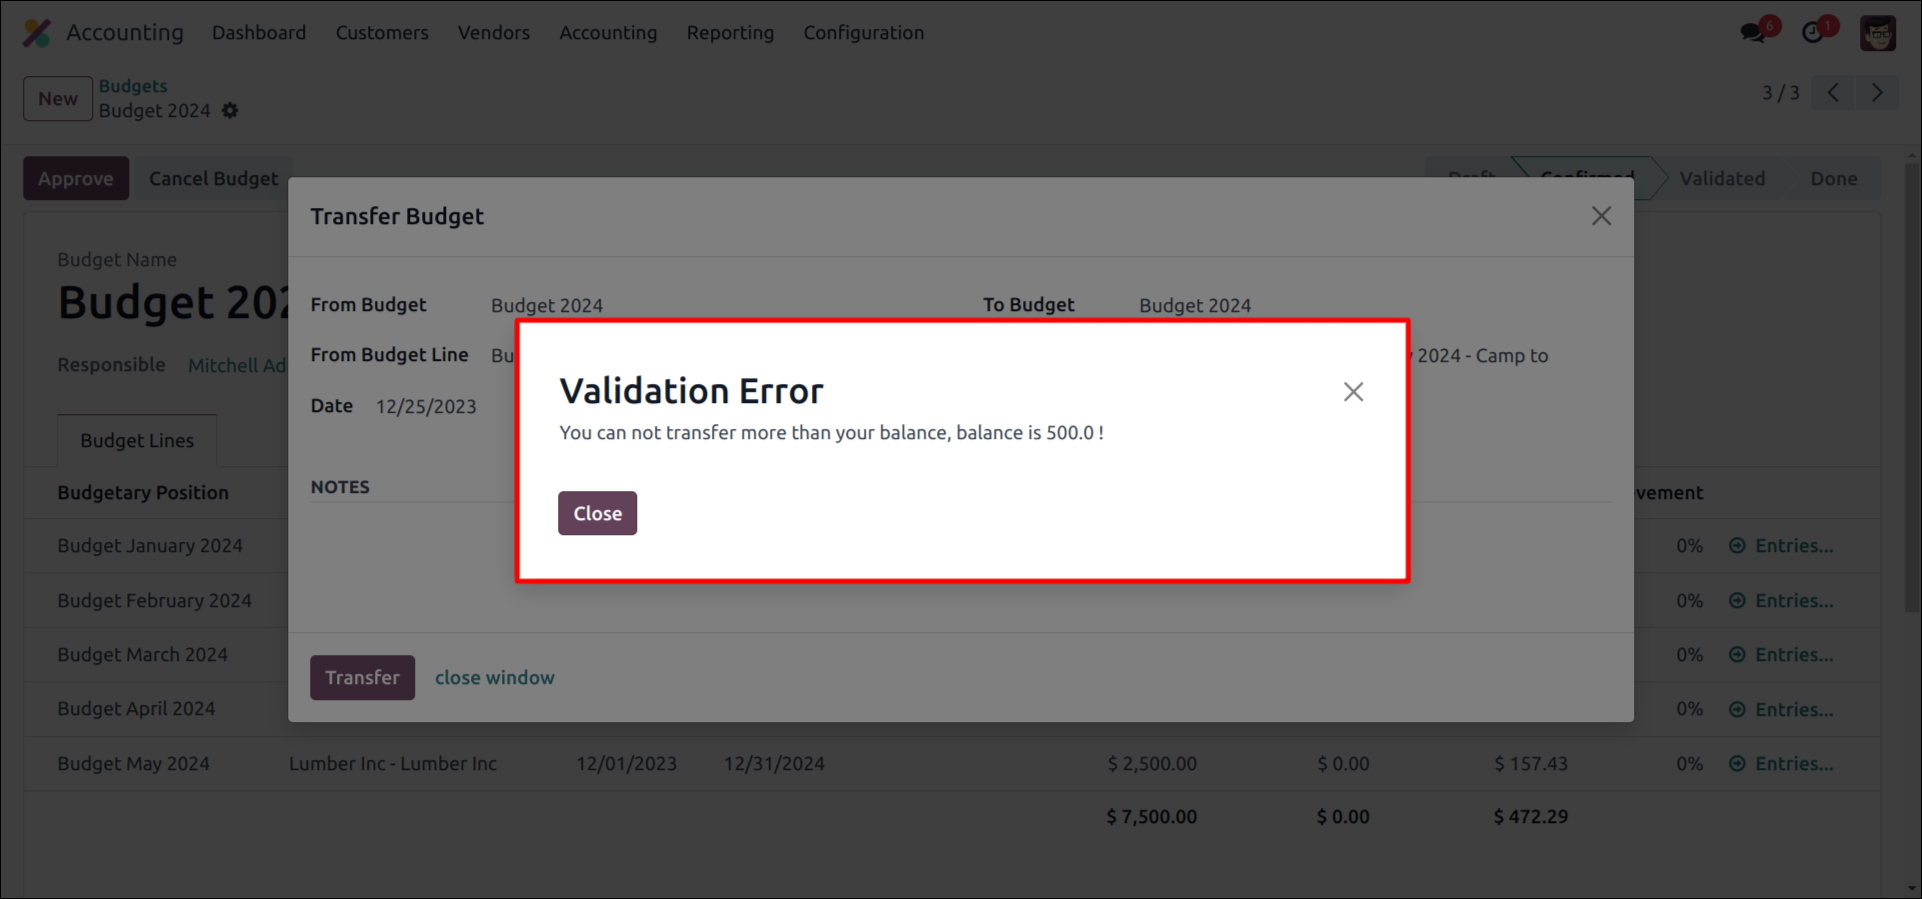 Accounting Dashboard Customers Vendors Accounting Reporting Configuration 6 1
New Budgets
Budget 2024
3 / 3
Approve Cancel Budget Draft Confirmed Validated Done
Transfer Budget
Budget Name
Budget 202
From Budget Budget 2024 To Budget Budget 2024
From Budget Line Bu 2024 - Camp to
Responsible Mitchell Ad
Date 12/25/2023
Validation Error
You can not transfer more than your balance, balance is 500.0 !
Close
Budget Lines
NOTES
Budgetary Position vement
Budget January 2024 0% Entries...
Budget February 2024 0% Entries...
Budget March 2024 0% Entries...
Transfer close window
Budget April 2024 0% Entries...
Budget May 2024 Lumber Inc - Lumber Inc 12/01/2023 12/31/2024 $ 2,500.00 $ 0.00 $ 157.43 0% Entries...
$ 7,500.00 $ 0.00 $ 472.29